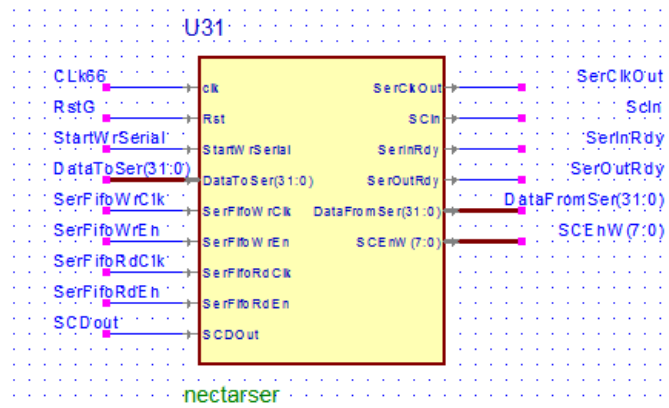 U31
CLk66 clk SerCkOut SerClkOut
RstG Rst SCIn ScIn
StartWrSerial StartWrSerial SerInRdy SerInRdy
DataToSer(31:0) DataToSer(31:0) SerOutRdy SerOutRdy
SerFifoWrClk SerFifoWrClk DataFromSer(31:0) DataFromSer(31:0)
SerFifoWrEn SerFifoWrEn SCEnW(7:0) SCEnW(7:0)
SerFifoRdClk SerFifoRdClk
SerFifoRdEn SerFifoRdEn
SCDout SCDOut
nectarser